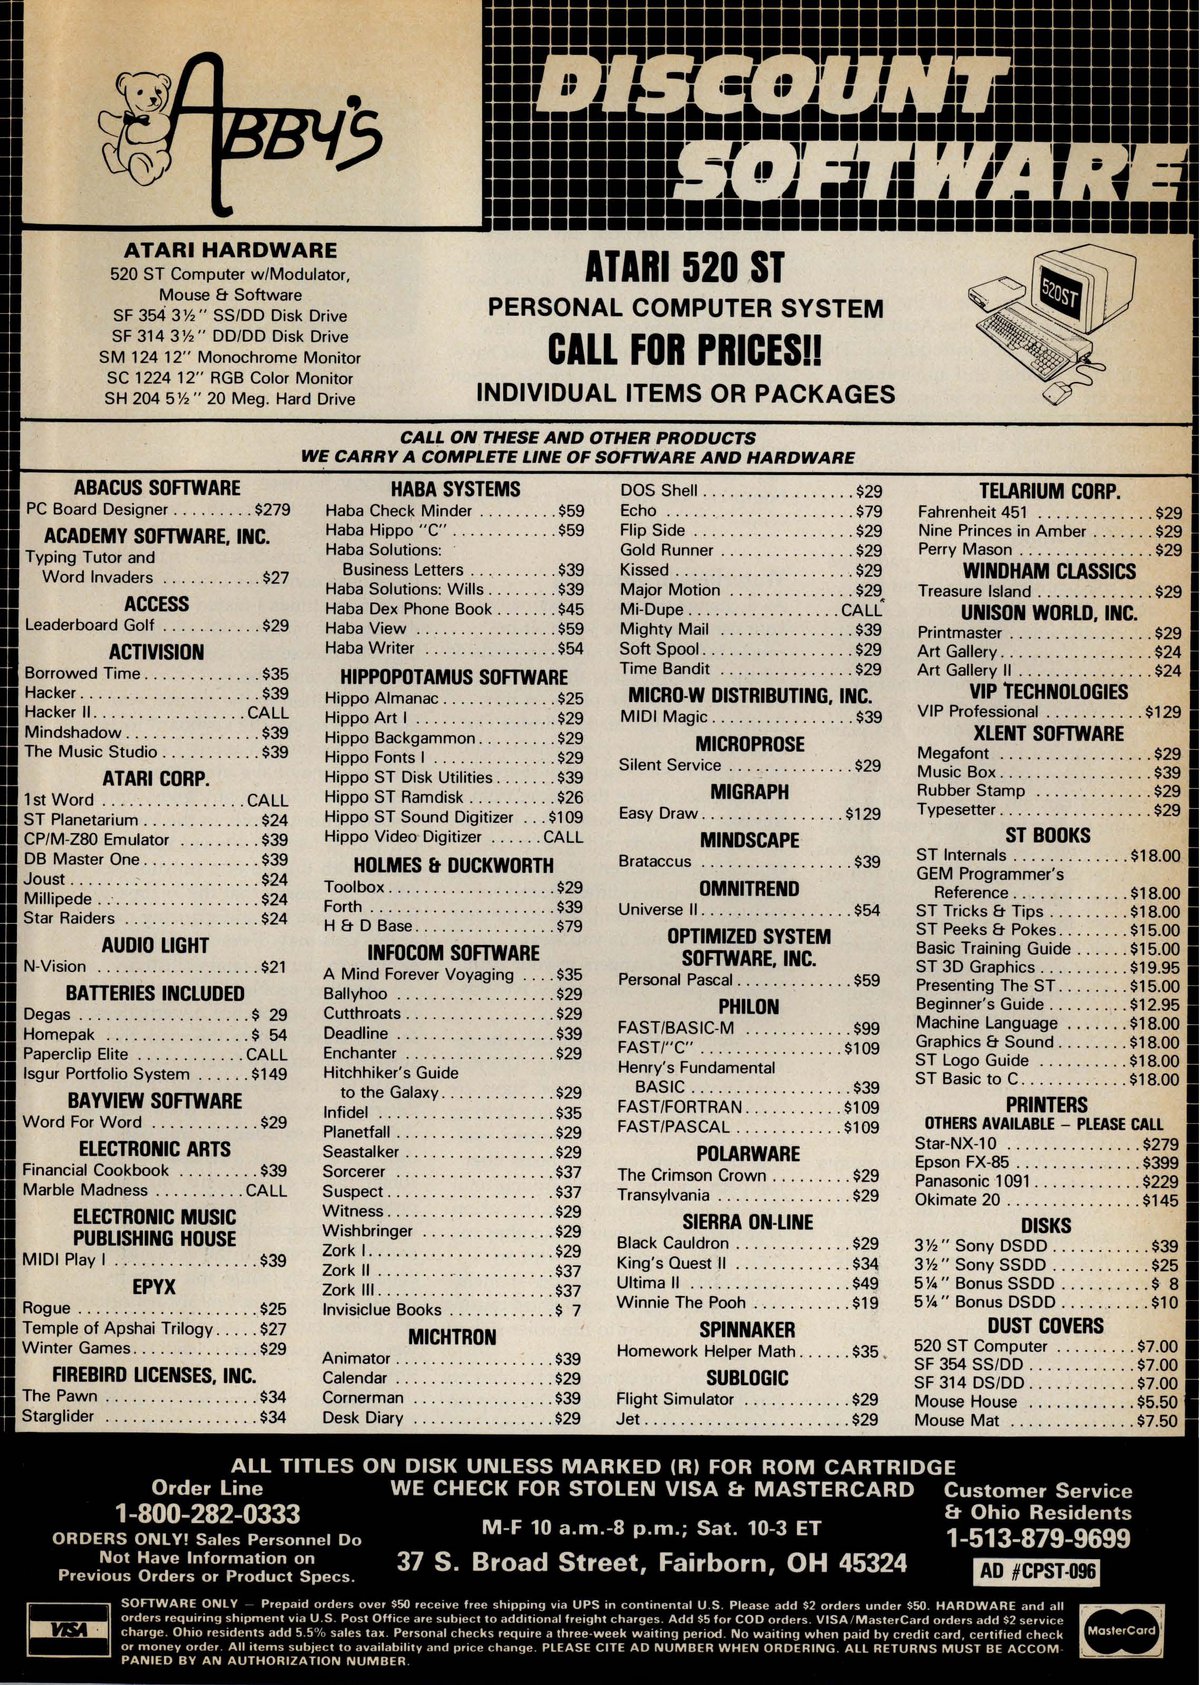 ABBY'S
DISCOUNT
SOFTWARE
ATARI HARDWARE
520 ST Computer w/Modulator,
Mouse & Software
SF 354 3½" SS/DD Disk Drive
SF 314 3½" DD/DD Disk Drive
SM 124 12" Monochrome Monitor
SC 1224 12" RGB Color Monitor
SH 204 5½" 20 Meg. Hard Drive
ATARI 520 ST
PERSONAL COMPUTER SYSTEM
CALL FOR PRICES!!
INDIVIDUAL ITEMS OR PACKAGES
520ST
CALL ON THESE AND OTHER PRODUCTS
WE CARRY A COMPLETE LINE OF SOFTWARE AND HARDWARE
ABACUS SOFTWARE
PC Board Designer ......... $279
ACADEMY SOFTWARE, INC.
Typing Tutor and
Word Invaders ........... $27
ACCESS
Leaderboard Golf ........... $29
ACTIVISION
Borrowed Time ............. $35
Hacker .................... $39
Hacker II ................. CALL
Mindshadow ............... $39
The Music Studio ........... $39
ATARI CORP.
1st Word ................ CALL
ST Planetarium ............. $24
CP/M-Z80 Emulator ......... $39
DB Master One ............. $39
Joust ..................... $24
Millipede .................. $24
Star Raiders ................ $24
AUDIO LIGHT
N-Vision .................. $21
BATTERIES INCLUDED
Degas ................... $ 29
Homepak ................ $ 54
Paperclip Elite ............ CALL
Isgur Portfolio System ...... $149
BAYVIEW SOFTWARE
Word For Word ............ $29
ELECTRONIC ARTS
Financial Cookbook ......... $39
Marble Madness .......... CALL
ELECTRONIC MUSIC
PUBLISHING HOUSE
MIDI Play I ................ $39
EPYX
Rogue .................... $25
Temple of Apshai Trilogy ..... $27
Winter Games .............. $29
FIREBIRD LICENSES, INC.
The Pawn ................. $34
Starglider ................. $34
HABA SYSTEMS
Haba Check Minder ......... $59
Haba Hippo "C" ............ $59
Haba Solutions:
Business Letters .......... $39
Haba Solutions: Wills ........ $39
Haba Dex Phone Book ....... $45
Haba View ................ $59
Haba Writer ............... $54
HIPPOPOTAMUS SOFTWARE
Hippo Almanac ............. $25
Hippo Art I ................ $29
Hippo Backgammon ......... $29
Hippo Fonts I .............. $29
Hippo ST Disk Utilities ....... $39
Hippo ST Ramdisk .......... $26
Hippo ST Sound Digitizer ... $109
Hippo Video Digitizer ...... CALL
HOLMES & DUCKWORTH
Toolbox ................... $29
Forth ..................... $39
H & D Base ................ $79
INFOCOM SOFTWARE
A Mind Forever Voyaging .... $35
Ballyhoo .................. $29
Cutthroats ................. $29
Deadline .................. $39
Enchanter ................. $29
Hitchhiker's Guide
to the Galaxy ............. $29
Infidel .................... $35
Planetfall .................. $29
Seastalker ................. $29
Sorcerer .................. $37
Suspect ................... $37
Witness ................... $29
Wishbringer ............... $29
Zork I ..................... $29
Zork II .................... $37
Zork III .................... $37
Invisiclue Books ............ $ 7
MICHTRON
Animator .................. $39
Calendar .................. $29
Cornerman ................ $39
Desk Diary ................ $29
DOS Shell ................. $29
Echo ..................... $79
Flip Side .................. $29
Gold Runner ............... $29
Kissed .................... $29
Major Motion .............. $29
Mi-Dupe ................. CALL
Mighty Mail ............... $39
Soft Spool ................. $29
Time Bandit ............... $29
MICRO-W DISTRIBUTING, INC.
MIDI Magic ................ $39
MICROPROSE
Silent Service .............. $29
MIGRAPH
Easy Draw ................ $129
MINDSCAPE
Brataccus ................. $39
OMNITREND
Universe II ................. $54
OPTIMIZED SYSTEM
SOFTWARE, INC.
Personal Pascal ............. $59
PHILON
FAST/BASIC-M ............ $99
FAST/"C" ................ $109
Henry's Fundamental
BASIC ................... $39
FAST/FORTRAN ........... $109
FAST/PASCAL ............ $109
POLARWARE
The Crimson Crown ......... $29
Transylvania ............... $29
SIERRA ON-LINE
Black Cauldron ............. $29
King's Quest II ............. $34
Ultima II .................. $49
Winnie The Pooh ........... $19
SPINNAKER
Homework Helper Math ...... $35
SUBLOGIC
Flight Simulator ............ $29
Jet ....................... $29
TELARIUM CORP.
Fahrenheit 451 ............. $29
Nine Princes in Amber ....... $29
Perry Mason ............... $29
WINDHAM CLASSICS
Treasure Island ............. $29
UNISON WORLD, INC.
Printmaster ................ $29
Art Gallery ................. $24
Art Gallery II ............... $24
VIP TECHNOLOGIES
VIP Professional ........... $129
XLENT SOFTWARE
Megafont ................. $29
Music Box ................. $39
Rubber Stamp ............. $29
Typesetter ................. $29
ST BOOKS
ST Internals ............. $18.00
GEM Programmer's
Reference ............. $18.00
ST Tricks & Tips ......... $18.00
ST Peeks & Pokes ........ $15.00
Basic Training Guide ...... $15.00
ST 3D Graphics .......... $19.95
Presenting The ST ........ $15.00
Beginner's Guide ......... $12.95
Machine Language ....... $18.00
Graphics & Sound ........ $18.00
ST Logo Guide .......... $18.00
ST Basic to C ............ $18.00
PRINTERS
OTHERS AVAILABLE – PLEASE CALL
Star-NX-10 ............... $279
Epson FX-85 .............. $399
Panasonic 1091 ............ $229
Okimate 20 ............... $145
DISKS
3½" Sony DSDD ........... $39
3½" Sony SSDD ........... $25
5¼" Bonus SSDD .......... $ 8
5¼" Bonus DSDD .......... $10
DUST COVERS
520 ST Computer ......... $7.00
SF 354 SS/DD ............ $7.00
SF 314 DS/DD ............ $7.00
Mouse House ............ $5.50
Mouse Mat .............. $7.50
ALL TITLES ON DISK UNLESS MARKED (R) FOR ROM CARTRIDGE
WE CHECK FOR STOLEN VISA & MASTERCARD
Order Line
1-800-282-0333
ORDERS ONLY! Sales Personnel Do
Not Have Information on
Previous Orders or Product Specs.
M-F 10 a.m.-8 p.m.; Sat. 10-3 ET
37 S. Broad Street, Fairborn, OH 45324
Customer Service
& Ohio Residents
1-513-879-9699
AD #CPST-096
VISA
SOFTWARE ONLY — Prepaid orders over $50 receive free shipping via UPS in continental U.S. Please add $2 orders under $50. HARDWARE and all
orders requiring shipment via U.S. Post Office are subject to additional freight charges. Add $5 for COD orders. VISA/MasterCard orders add $2 service
charge. Ohio residents add 5.5% sales tax. Personal checks require a three-week waiting period. No waiting when paid by credit card, certified check
or money order. All items subject to availability and price change. PLEASE CITE AD NUMBER WHEN ORDERING. ALL RETURNS MUST BE ACCOM-
PANIED BY AN AUTHORIZATION NUMBER.
MasterCard